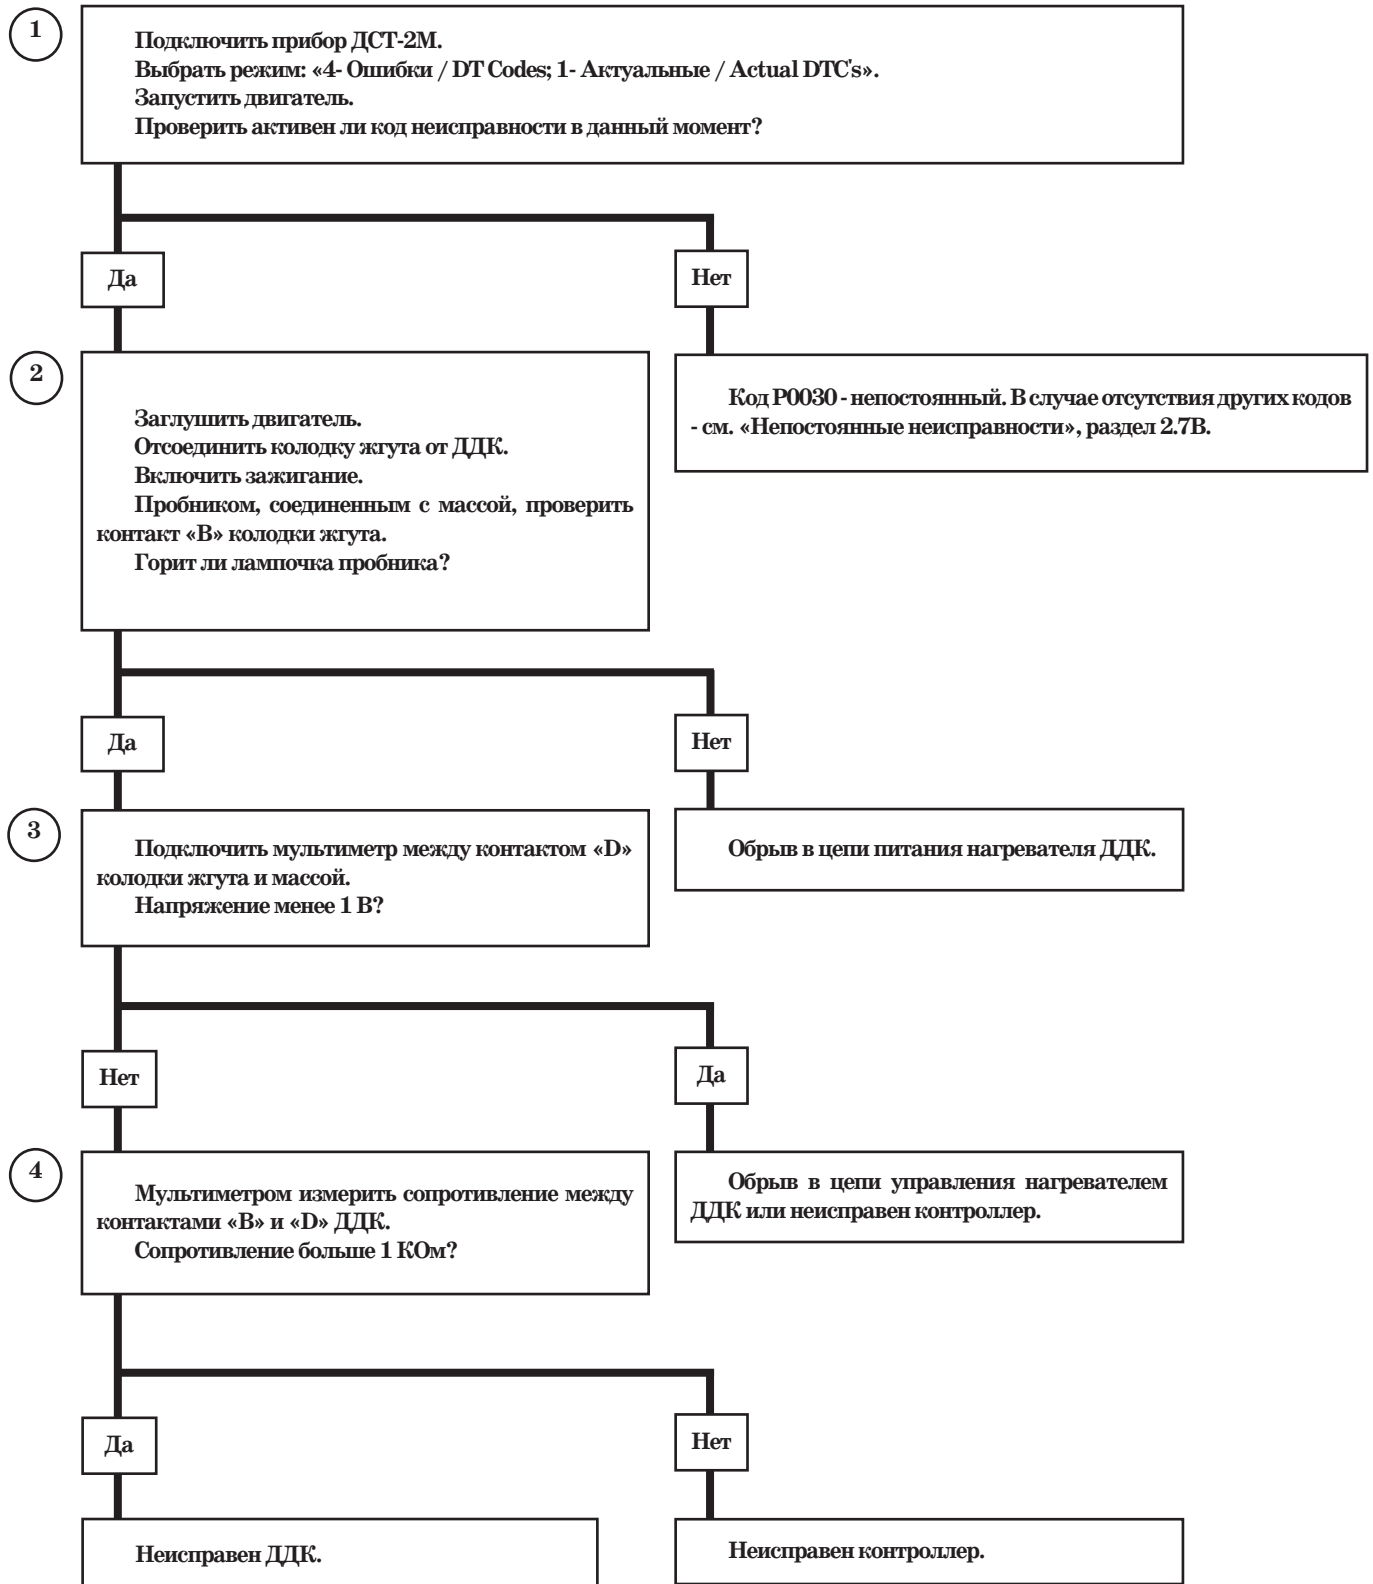 1
Подключить прибор ДСТ-2М.
Выбрать режим: «4- Ошибки / DT Codes; 1- Актуальные / Actual DTC's».
Запустить двигатель.
Проверить активен ли код неисправности в данный момент?
Да
Нет
2
Заглушить двигатель.
Отсоединить колодку жгута от ДДК.
Включить зажигание.
Пробником, соединенным с массой, проверить
контакт «В» колодки жгута.
Горит ли лампочка пробника?
Код Р0030 - непостоянный. В случае отсутствия других кодов
- см. «Непостоянные неисправности», раздел 2.7В.
Да
Нет
3
Подключить мультиметр между контактом «D»
колодки жгута и массой.
Напряжение менее 1 В?
Обрыв в цепи питания нагревателя ДДК.
Нет
Да
4
Мультиметром измерить сопротивление между
контактами «В» и «D» ДДК.
Сопротивление больше 1 КОм?
Обрыв в цепи управления нагревателем
ДДК или неисправен контроллер.
Да
Нет
Неисправен ДДК.
Неисправен контроллер.